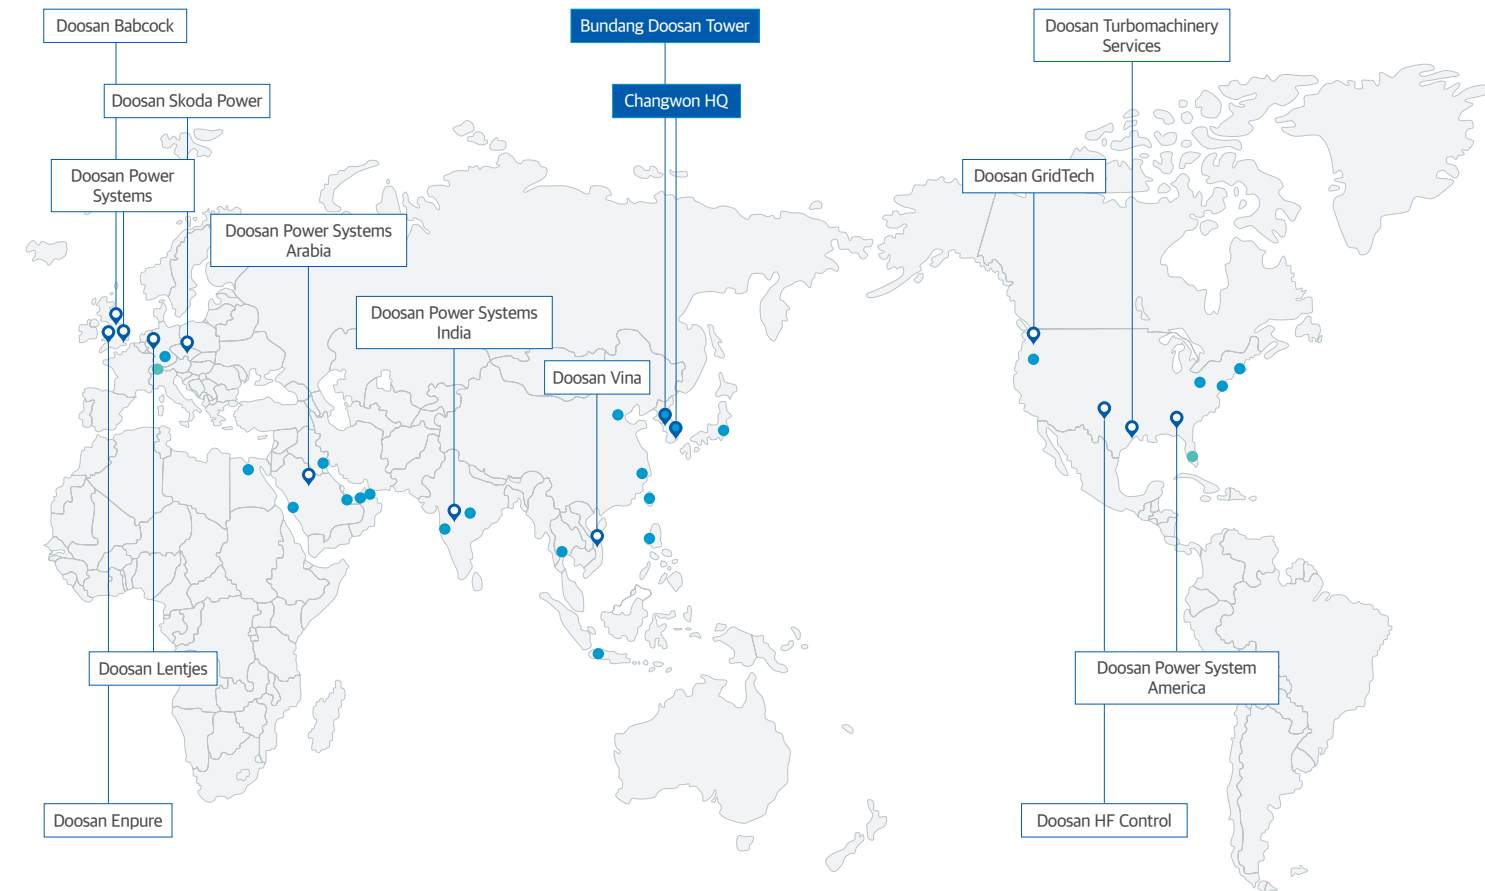 Doosan Babcock
Bundang Doosan Tower
Doosan Turbomachinery
Services
Doosan Skoda Power
Changwon HQ
Doosan Power
Systems
Doosan GridTech
Doosan Power Systems
Arabia
Doosan Power Systems
India
Doosan Vina
Doosan Lentjes
Doosan Power System
America
Doosan Enpure
Doosan HF Control